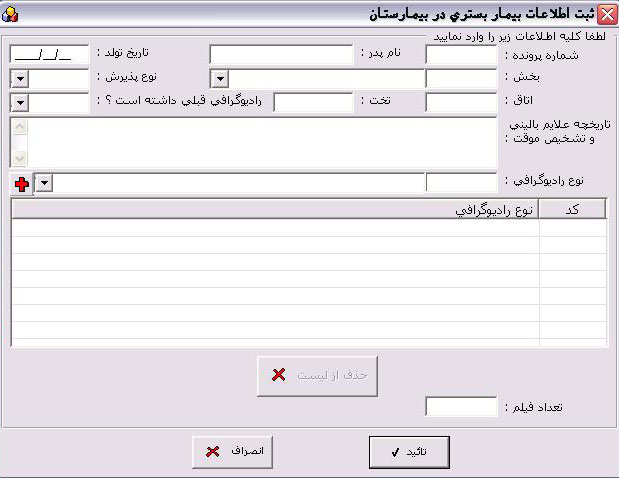 ثبت اطلاعات بيمار بستري در بيمارستان
لطفا كليه اطلاعات زير را وارد نماييد
شماره پرونده : نام پدر : تاريخ تولد : __/__/____
بخش : نوع پذيرش :
اتاق : تخت : راديوگرافي قبلي داشته است ؟ :
تاريخچه علايم باليني
و تشخيص موقت :
نوع راديوگرافي :
كد نوع راديوگرافي
حذف از ليست
تعداد فيلم :
تائيد انصراف